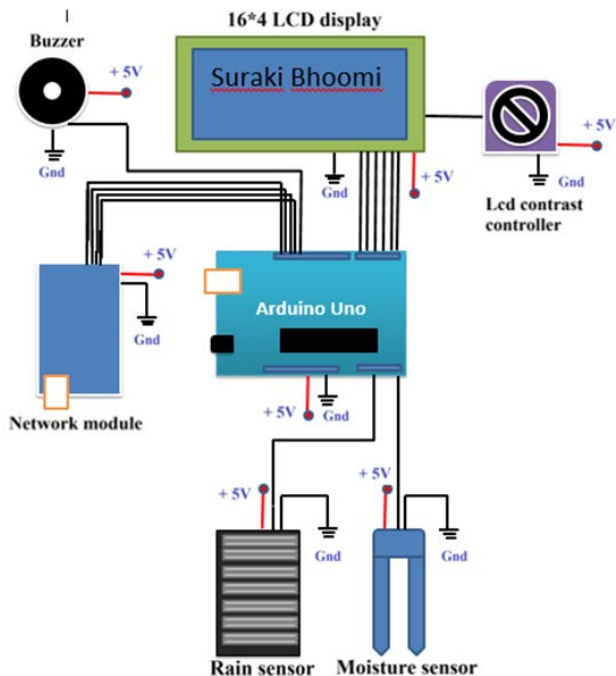 16*4 LCD display
Buzzer
+ 5V
Gnd
Suraki Bhoomi
Gnd
+ 5V
+ 5V
Gnd
Lcd contrast
controller
+ 5V
Gnd
Network module
Arduino Uno
+ 5V
Gnd
+ 5V
Gnd
Rain sensor
+ 5V
Gnd
Moisture sensor